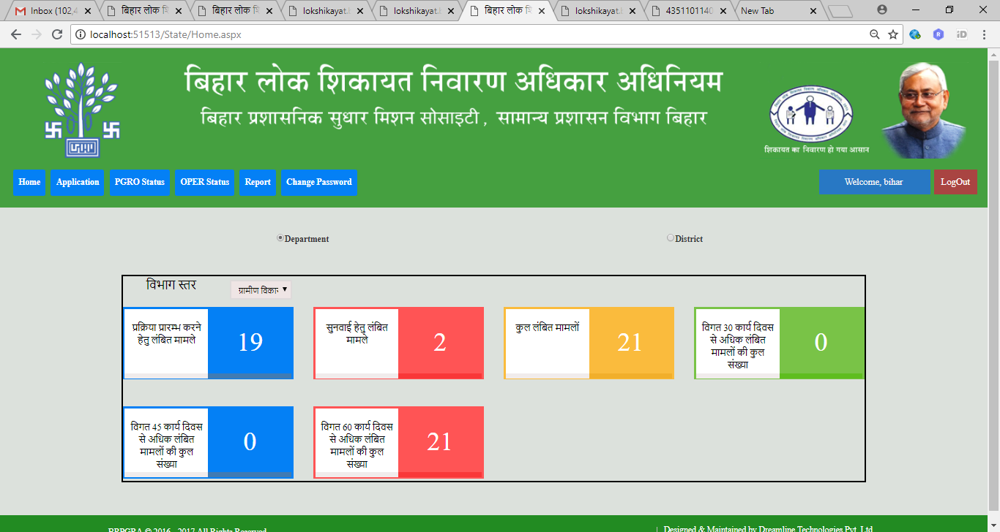 Inbox (102,4
बिहार लोक शि
बिहार लोक शि
lokshikayat.b
lokshikayat.b
बिहार लोक शि
lokshikayat.b
4351101140
New Tab
localhost:51513/State/Home.aspx
बिहार लोक शिकायत निवारण अधिकार अधिनियम
बिहार प्रशासनिक सुधार मिशन सोसाइटी , सामान्य प्रशासन विभाग बिहार
शिकायत का निवारण हो गया आसान
Home Application PGRO Status OPER Status Report Change Password
Welcome, bihar LogOut
Department District
विभाग स्तर
ग्रामीण विकास
प्रक्रिया प्रारम्भ करने
हेतु लंबित मामले
19
सुनवाई हेतु लंबित
मामले
2
कुल लंबित मामलों
21
विगत 30 कार्य दिवस
से अधिक लंबित
मामलों की कुल
संख्या
0
विगत 45 कार्य दिवस
से अधिक लंबित
मामलों की कुल
संख्या
0
विगत 60 कार्य दिवस
से अधिक लंबित
मामलों की कुल
संख्या
21
© 2016 - 2017 All Rights Reserved
| Designed & Maintained by Dreamline Technologies Pvt. Ltd